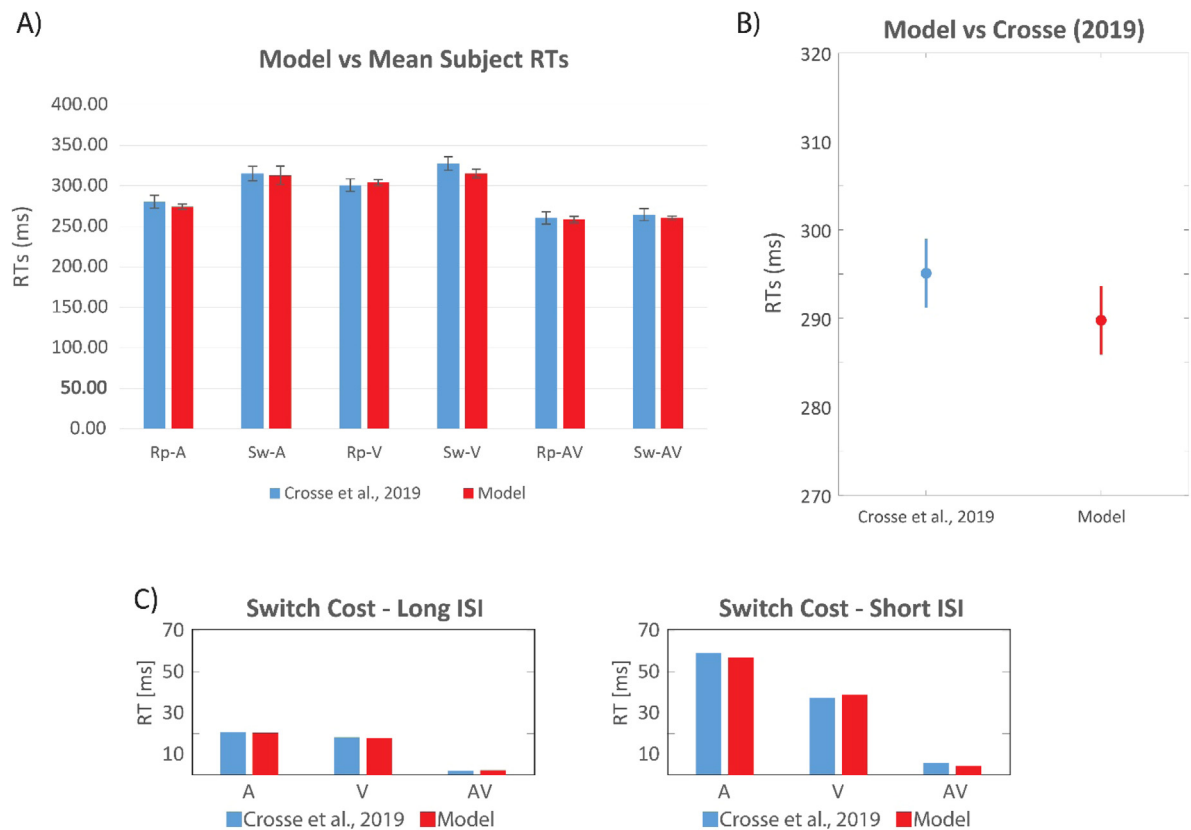 A)
Model vs Mean Subject RTs
400.00
350.00
300.00
250.00
200.00
150.00
100.00
50.00
0.00
RTs (ms)
Rp-A Sw-A Rp-V Sw-V Rp-AV Sw-AV
Crosse et al., 2019 Model
B)
Model vs Crosse (2019)
320
310
300
290
280
270
RTs (ms)
Crosse et al., 2019 Model
C)
Switch Cost - Long ISI
70
50
30
10
RT [ms]
A V AV
Crosse et al., 2019 Model
Switch Cost - Short ISI
70
50
30
10
RT [ms]
A V AV
Crosse et al., 2019 Model